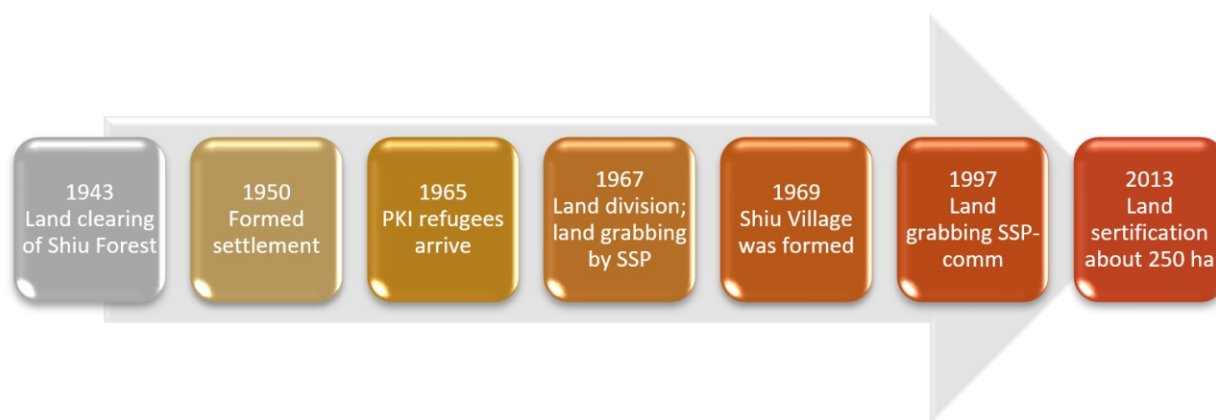 1943
Land clearing
of Shiu Forest
1950
Formed
settlement
1965
PKI refugees
arrive
1967
Land division;
land grabbing
by SSP
1969
Shiu Village
was formed
1997
Land
grabbing SSP-
comm
2013
Land
sertification
about 250 ha